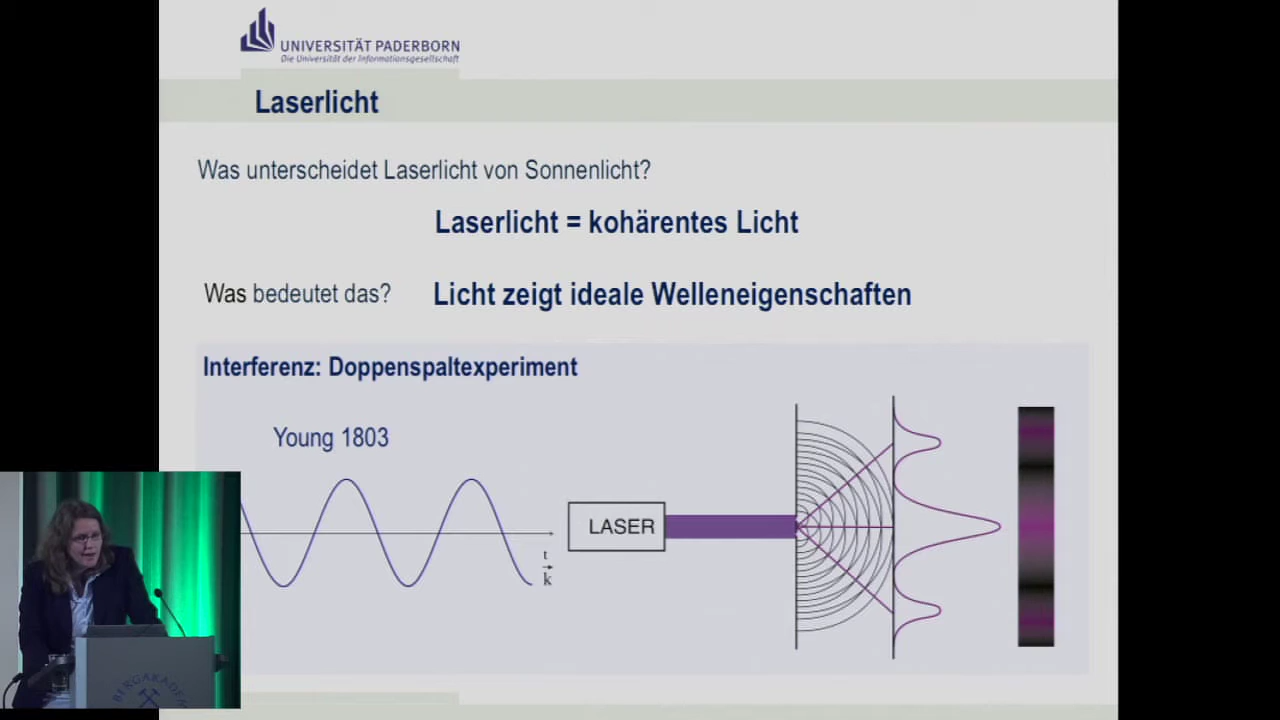 UNIVERSITÄT PADERBORN
Die Universität der Informationsgesellschaft
Laserlicht
Was unterscheidet Laserlicht von Sonnenlicht?
Laserlicht = kohärentes Licht
Was bedeutet das?
Licht zeigt ideale Welleneigenschaften
Interferenz: Doppenspaltexperiment
Young 1803
LASER
t
k